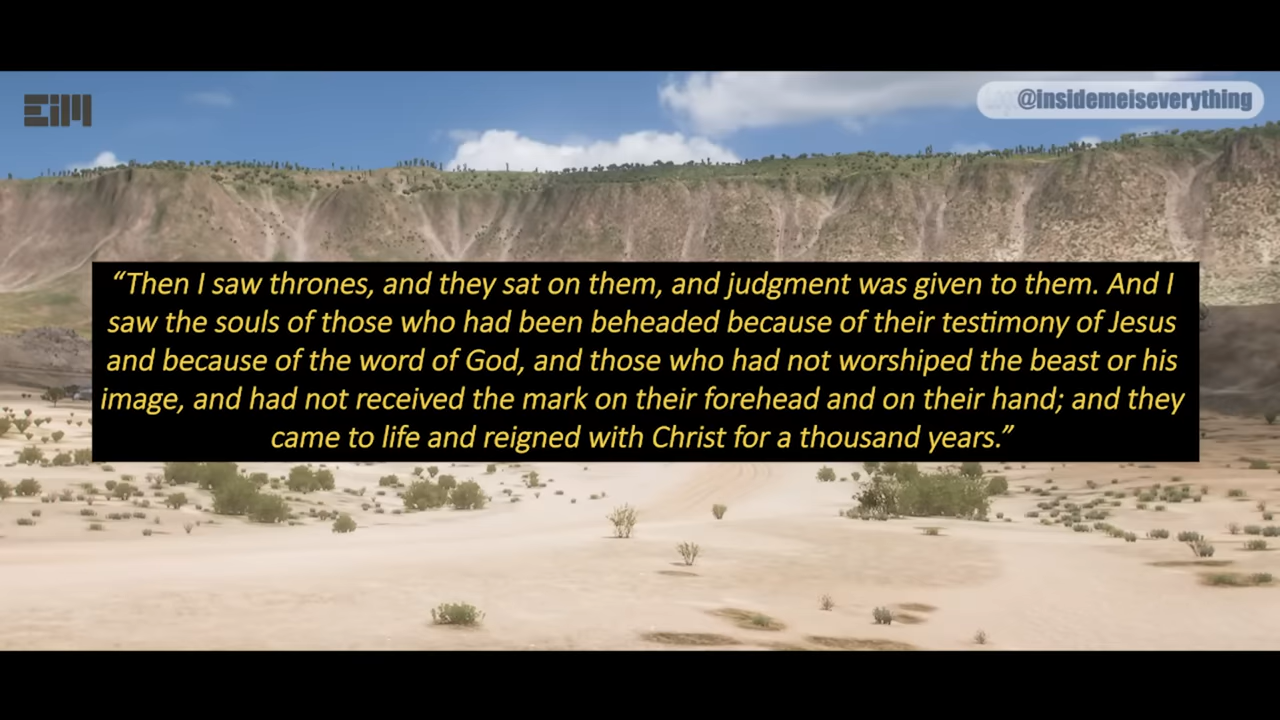 EiM
@insidemeiseverything
“Then I saw thrones, and they sat on them, and judgment was given to them. And I
saw the souls of those who had been beheaded because of their testimony of Jesus
and because of the word of God, and those who had not worshiped the beast or his
image, and had not received the mark on their forehead and on their hand; and they
came to life and reigned with Christ for a thousand years.”